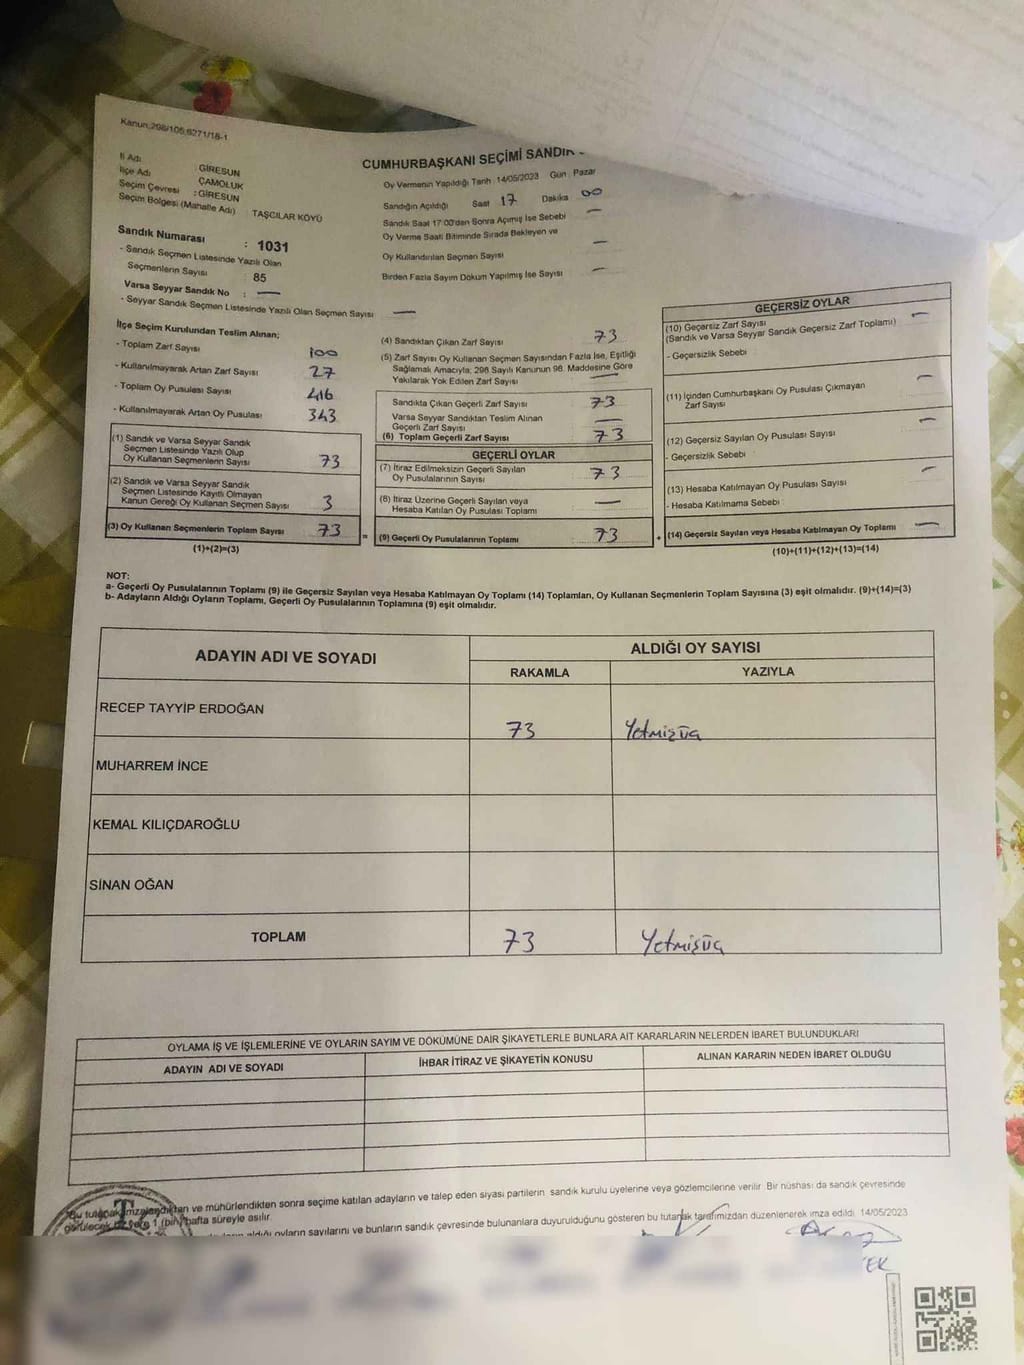 Kanun:298/105;6271/18-1
CUMHURBAŞKANI SEÇİMİ SANDIK
İl Adı : GİRESUN
İlçe Adı : ÇAMOLUK
Seçim Çevresi : GİRESUN
Seçim Bölgesi (Mahalle Adı) : TAŞCILAR KÖYÜ
Sandık Numarası : 1031
- Sandık Seçmen Listesinde Yazılı Olan
Seçmenlerin Sayısı : 85
Varsa Seyyar Sandık No : —
- Seyyar Sandık Seçmen Listesinde Yazılı Olan Seçmen Sayısı —
Oy Vermenin Yapıldığı Tarih :14/05/2023 Gün : Pazar
Sandığın Açıldığı Saat 17 Dakika 00
Sandık Saat 17:00'den Sonra Açımış İse Sebebi —
Oy Verme Saati Bitiminde Sırada Bekleyen ve
Oy Kullandırılan Seçmen Sayısı —
Birden Fazla Sayım Döküm Yapılmış İse Sayısı —
İlçe Seçim Kurulundan Teslim Alınan;
- Toplam Zarf Sayısı 100
- Kullanılmayarak Artan Zarf Sayısı 27
- Toplam Oy Pusulası Sayısı 416
- Kullanılmayarak Artan Oy Pusulası 343
(1) Sandık ve Varsa Seyyar Sandık
Seçmen Listesinde Yazılı Olup
Oy Kullanan Seçmenlerin Sayısı 73
(2) Sandık ve Varsa Seyyar Sandık
Seçmen Listesinde Kayıtlı Olmayan
Kanun Gereği Oy Kullanan Seçmen Sayısı 3
(3) Oy Kullanan Seçmenlerin Toplam Sayısı 73
(1)+(2)=(3)
(4) Sandıktan Çıkan Zarf Sayısı 73
(5) Zarf Sayısı Oy Kullanan Seçmen Sayısından Fazla İse, Eşitliği
Sağlamak Amacıyla; 298 Sayılı Kanunun 98. Maddesine Göre
Yakılarak Yok Edilen Zarf Sayısı —
Sandıkta Çıkan Geçerli Zarf Sayısı 73
Varsa Seyyar Sandıktan Teslim Alınan
Geçerli Zarf Sayısı —
(6) Toplam Geçerli Zarf Sayısı 73
GEÇERLİ OYLAR
(7) İtiraz Edilmeksizin Geçerli Sayılan
Oy Pusulalarının Sayısı 73
(8) İtiraz Üzerine Geçerli Sayılan veya
Hesaba Katılan Oy Pusulası Toplamı —
= (9) Geçerli Oy Pusulalarının Toplamı 73 +
GEÇERSİZ OYLAR
(10) Geçersiz Zarf Sayısı
(Sandık ve Varsa Seyyar Sandık Geçersiz Zarf Toplamı) —
- Geçersizlik Sebebi
(11) İçinden Cumhurbaşkanı Oy Pusulası Çıkmayan
Zarf Sayısı —
(12) Geçersiz Sayılan Oy Pusulası Sayısı —
- Geçersizlik Sebebi
(13) Hesaba Katılmayan Oy Pusulası Sayısı —
- Hesaba Katılmama Sebebi
(14) Geçersiz Sayılan veya Hesaba Katılmayan Oy Toplamı —
(10)+(11)+(12)+(13)=(14)
NOT:
a- Geçerli Oy Pusulalarının Toplamı (9) ile Geçersiz Sayılan veya Hesaba Katılmayan Oy Toplamı (14) Toplamları, Oy Kullanan Seçmenlerin Toplam Sayısına (3) eşit olmalıdır. (9)+(14)=(3)
b- Adayların Aldığı Oyların Toplamı, Geçerli Oy Pusulalarının Toplamına (9) eşit olmalıdır.
ADAYIN ADI VE SOYADI
ALDIĞI OY SAYISI
RAKAMLA YAZIYLA
RECEP TAYYİP ERDOĞAN 73 Yetmişüç
MUHARREM İNCE
KEMAL KILIÇDAROĞLU
SİNAN OĞAN
TOPLAM 73 Yetmişüç
OYLAMA İŞ VE İŞLEMLERİNE VE OYLARIN SAYIM VE DÖKÜMÜNE DAİR ŞİKAYETLERLE BUNLARA AİT KARARLARIN NELERDEN İBARET BULUNDUKLARI
ADAYIN ADI VE SOYADI İHBAR İTİRAZ VE ŞİKAYETİN KONUSU ALINAN KARARIN NEDEN İBARET OLDUĞU
Bu tutanak imzalandıktan ve mühürlendikten sonra seçime katılan adayların ve talep eden siyasi partilerin sandık kurulu üyelerine veya gözlemcilerine verilir. Bir nüshası da sandık çevresinde
görülecek bir yere 1 (bir) hafta süreyle asılır.
aldığı oyların sayılarını ve bunların sandık çevresinde bulunanlara duyurulduğunu gösteren bu tutanak tarafımızdan düzenlenerek imza edildi. 14/05/2023
T.C.